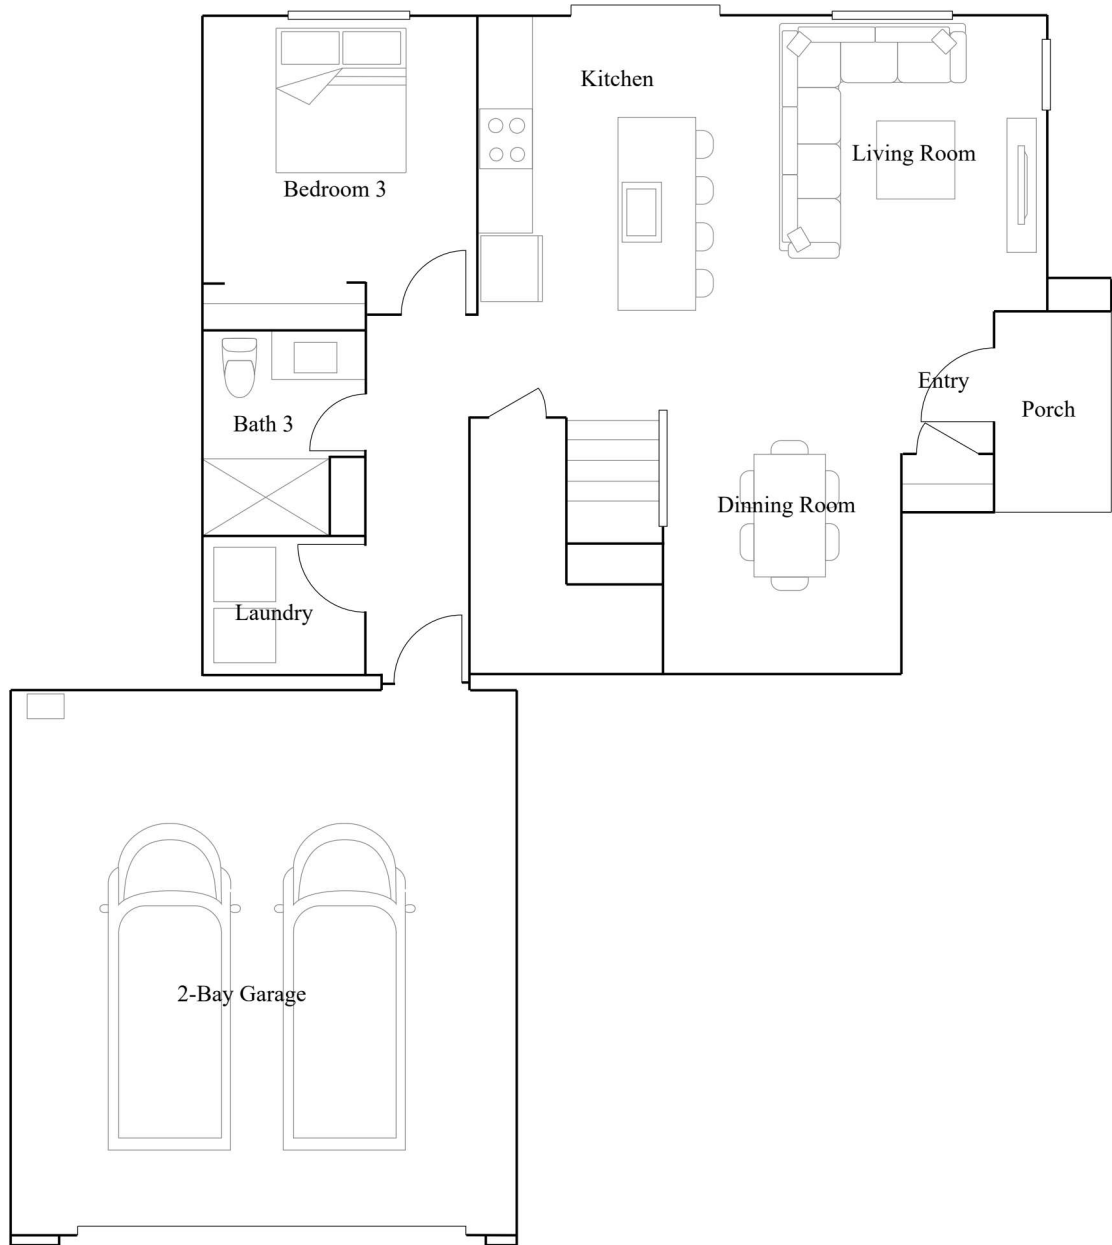 Kitchen
Living Room
Bedroom 3
Entry
Porch
Bath 3
Dinning Room
Laundry
2-Bay Garage